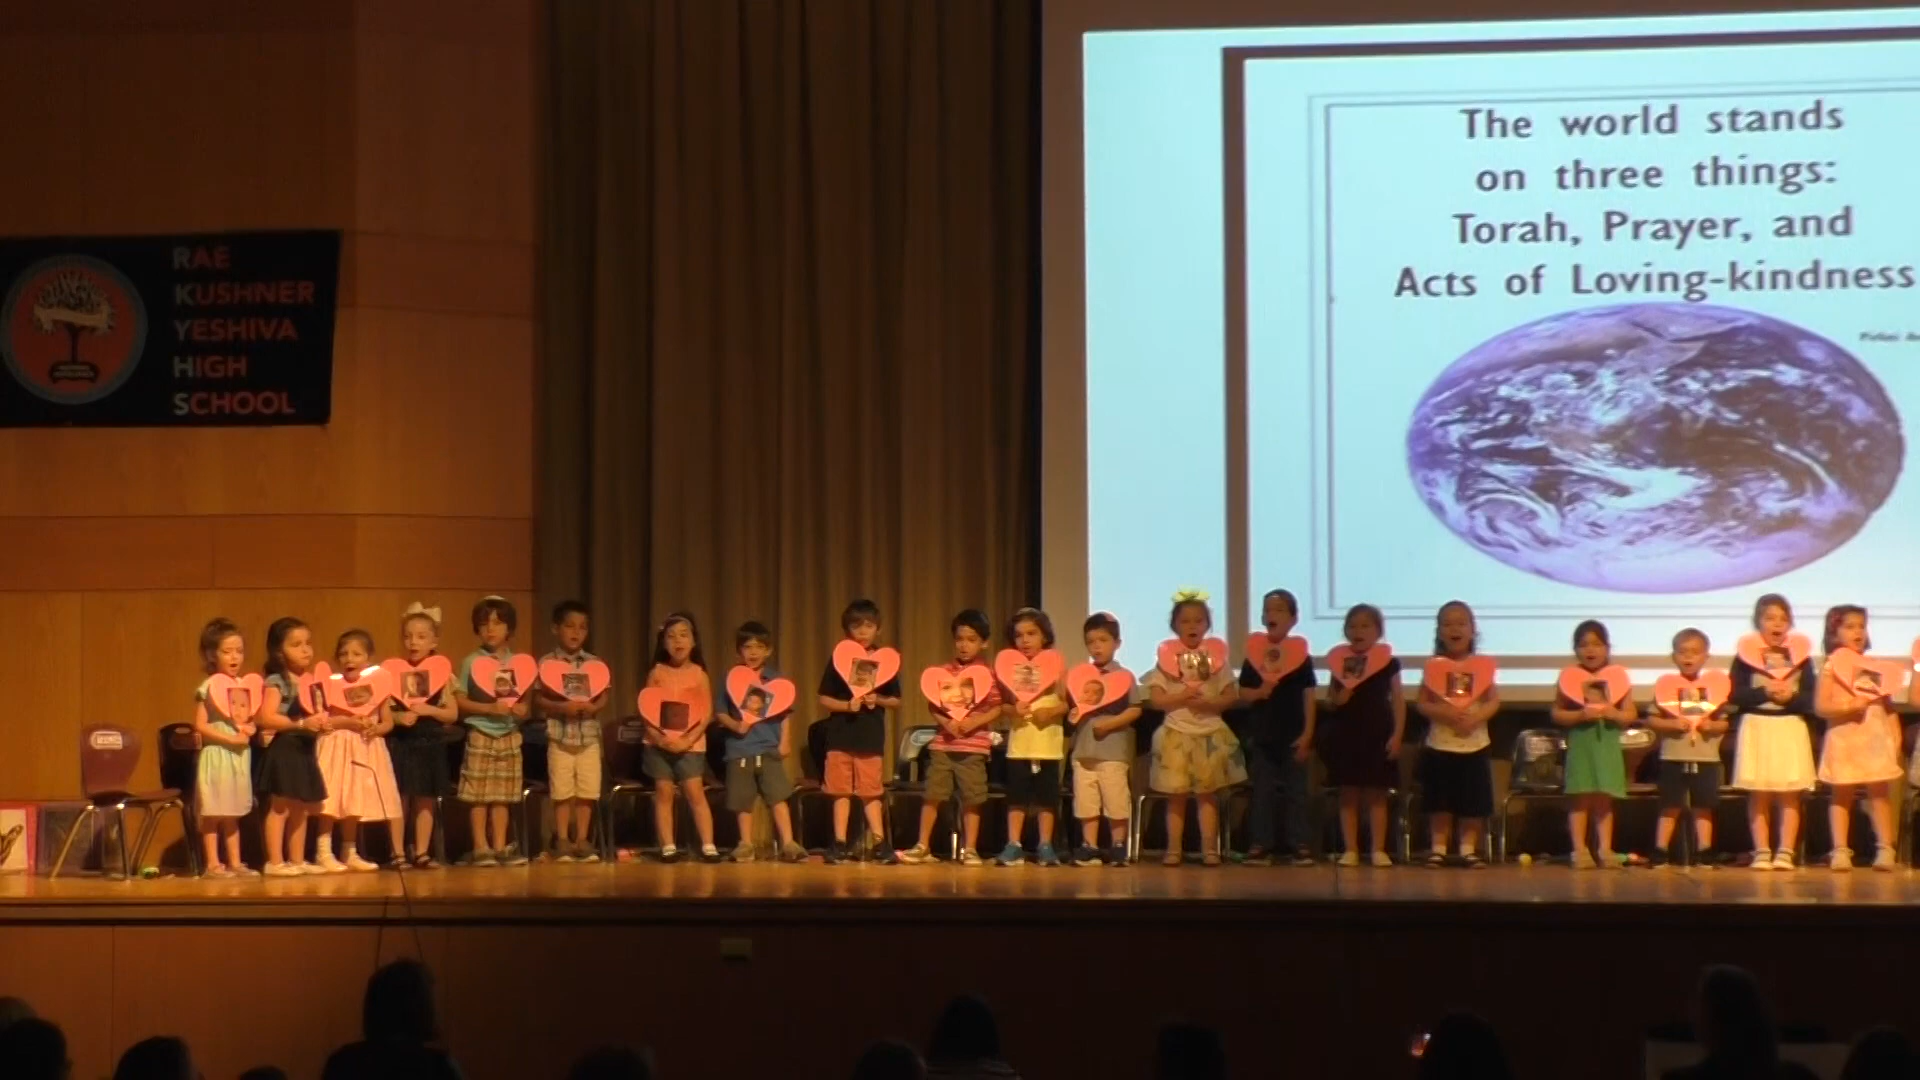 RAE
KUSHNER
YESHIVA
HIGH
SCHOOL
The world stands
on three things:
Torah, Prayer, and
Acts of Loving-kindness